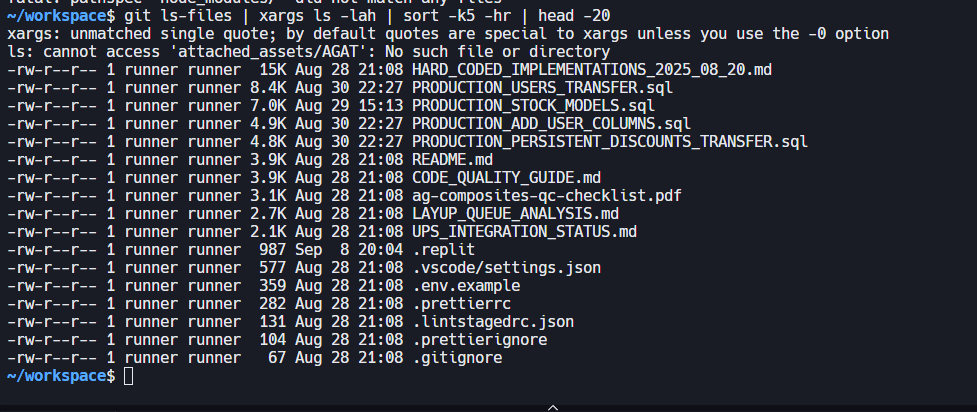 fatal: pathspec 'node_modules/' did not match any files
~/workspace$ git ls-files | xargs ls -lah | sort -k5 -hr | head -20
xargs: unmatched single quote; by default quotes are special to xargs unless you use the -0 option
ls: cannot access 'attached_assets/AGAT': No such file or directory
-rw-r--r-- 1 runner runner  15K Aug 28 21:08 HARD_CODED_IMPLEMENTATIONS_2025_08_20.md
-rw-r--r-- 1 runner runner 8.4K Aug 30 22:27 PRODUCTION_USERS_TRANSFER.sql
-rw-r--r-- 1 runner runner 7.0K Aug 29 15:13 PRODUCTION_STOCK_MODELS.sql
-rw-r--r-- 1 runner runner 4.9K Aug 30 22:27 PRODUCTION_ADD_USER_COLUMNS.sql
-rw-r--r-- 1 runner runner 4.8K Aug 30 22:27 PRODUCTION_PERSISTENT_DISCOUNTS_TRANSFER.sql
-rw-r--r-- 1 runner runner 3.9K Aug 28 21:08 README.md
-rw-r--r-- 1 runner runner 3.9K Aug 28 21:08 CODE_QUALITY_GUIDE.md
-rw-r--r-- 1 runner runner 3.1K Aug 28 21:08 ag-composites-qc-checklist.pdf
-rw-r--r-- 1 runner runner 2.7K Aug 28 21:08 LAYUP_QUEUE_ANALYSIS.md
-rw-r--r-- 1 runner runner 2.1K Aug 28 21:08 UPS_INTEGRATION_STATUS.md
-rw-r--r-- 1 runner runner  987 Sep  8 20:04 .replit
-rw-r--r-- 1 runner runner  577 Aug 28 21:08 .vscode/settings.json
-rw-r--r-- 1 runner runner  359 Aug 28 21:08 .env.example
-rw-r--r-- 1 runner runner  282 Aug 28 21:08 .prettierrc
-rw-r--r-- 1 runner runner  131 Aug 28 21:08 .lintstagedrc.json
-rw-r--r-- 1 runner runner  104 Aug 28 21:08 .prettierignore
-rw-r--r-- 1 runner runner   67 Aug 28 21:08 .gitignore
~/workspace$